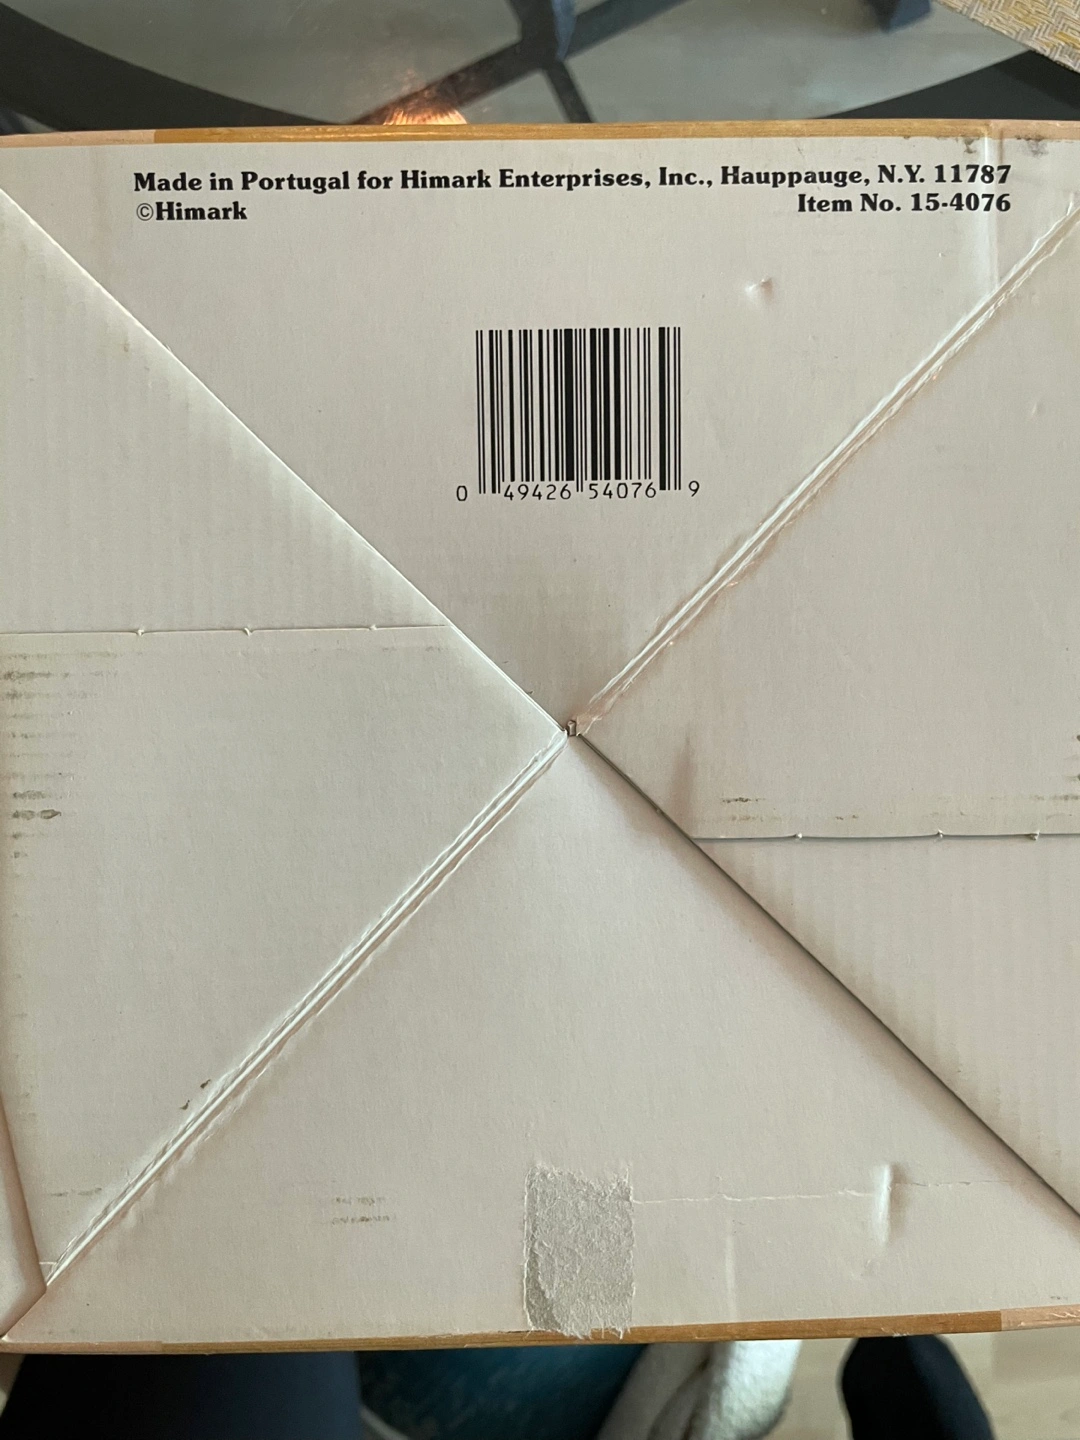 Made in Portugal for Himark Enterprises, Inc., Hauppauge, N.Y. 11787
©Himark
Item No. 15-4076
0 49426 54076 9